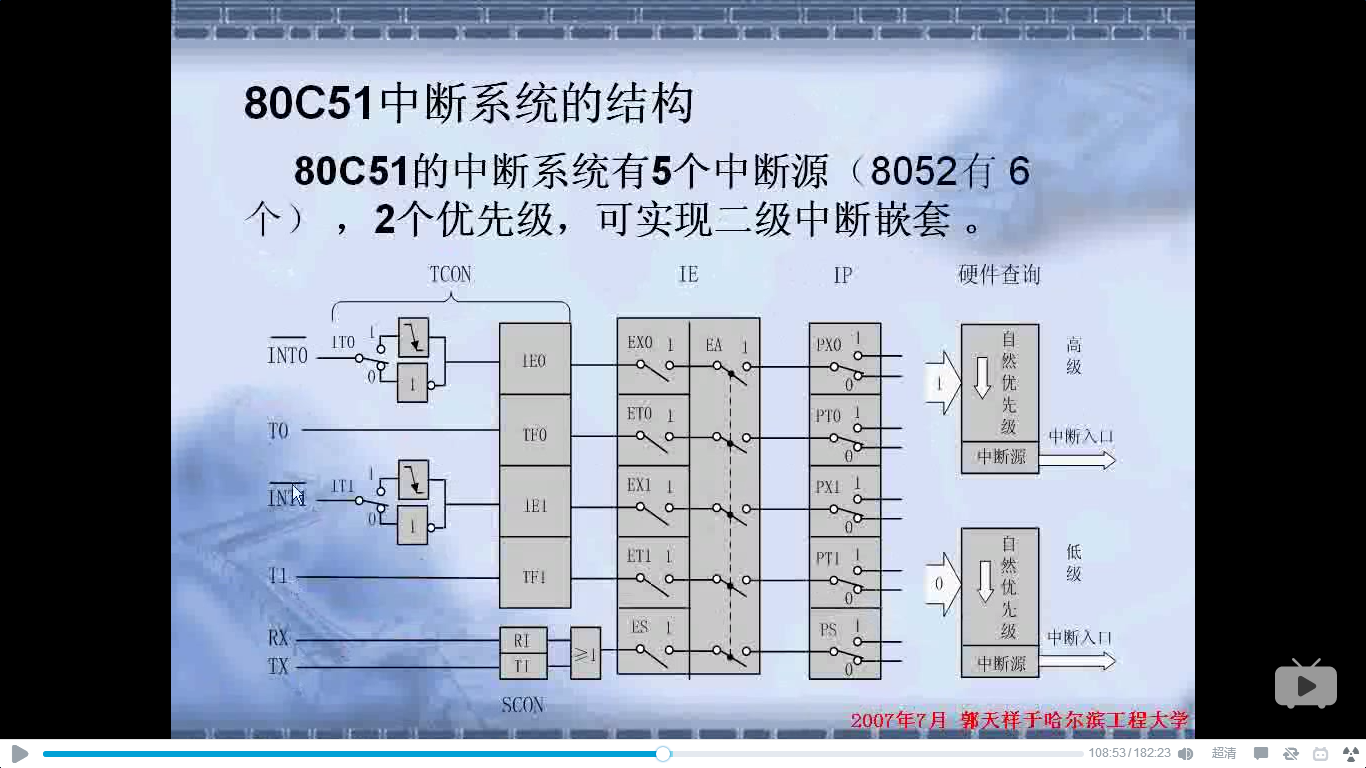 80C51中断系统的结构
80C51的中断系统有5个中断源（8052有 6
个），2个优先级，可实现二级中断嵌套 。
TCON
IE
IP
硬件查询
INT0
IT0
1
0
1
IE0
EX0 1
EA 1
PX0 1
0
1
自然优先级
高级
T0
TF0
ET0 1
PT0 1
0
中断源
中断入口
INT1
IT1
1
0
1
IE1
EX1 1
PX1 1
0
T1
TF1
ET1 1
PT1 1
0
0
自然优先级
低级
RX
TX
RI
TI
≥1
ES 1
PS 1
0
中断源
中断入口
SCON
2007年7月 郭天祥于哈尔滨工程大学
108:53/182:23
超清